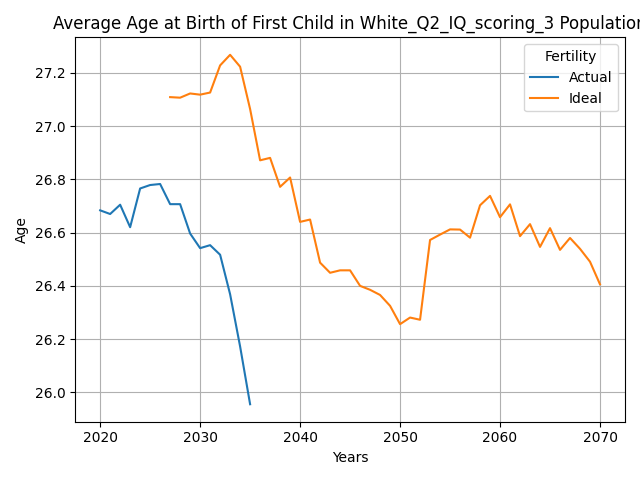 Average Age at Birth of First Child in White_Q2_IQ_scoring_3 Population
Fertility
Actual
Ideal
27.2
27.0
26.8
26.6
26.4
26.2
26.0
Age
2020 2030 2040 2050 2060 2070
Years